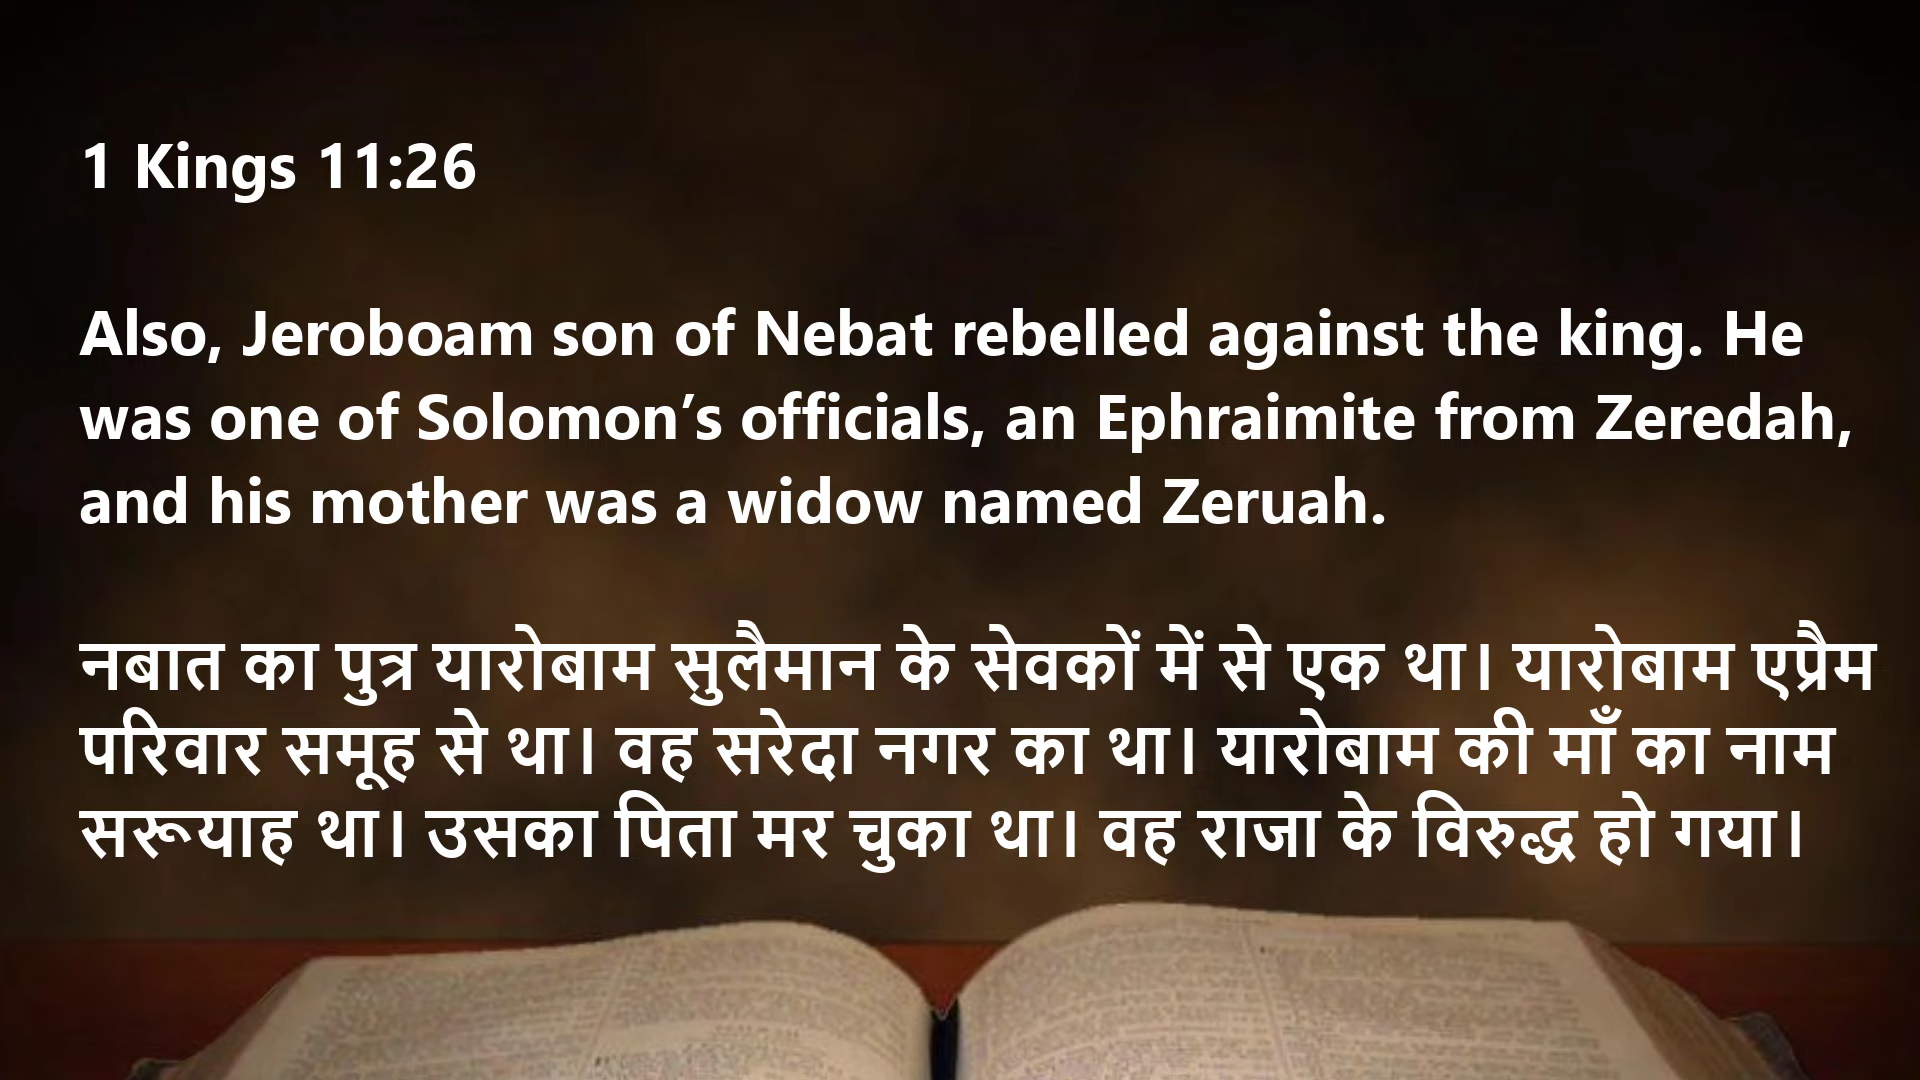 1 Kings 11:26
Also, Jeroboam son of Nebat rebelled against the king. He
was one of Solomon’s officials, an Ephraimite from Zeredah,
and his mother was a widow named Zeruah.
नबात का पुत्र यारोबाम सुलैमान के सेवकों में से एक था। यारोबाम एप्रैम
परिवार समूह से था। वह सरेदा नगर का था। यारोबाम की माँ का नाम
सरूयाह था। उसका पिता मर चुका था। वह राजा के विरुद्ध हो गया।